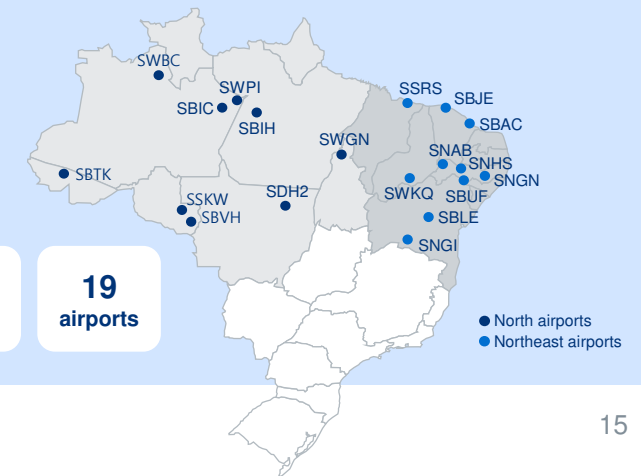 SWBC
SWPI
SBIC
SBIH
SSRS
SBJE
SBAC
SWGN
SNAB
SNHS
SNGN
SBTK
SDH2
SWKQ
SBUF
SSKW
SBVH
SBLE
SNGI
19
airports
North airports
Northeast airports
15